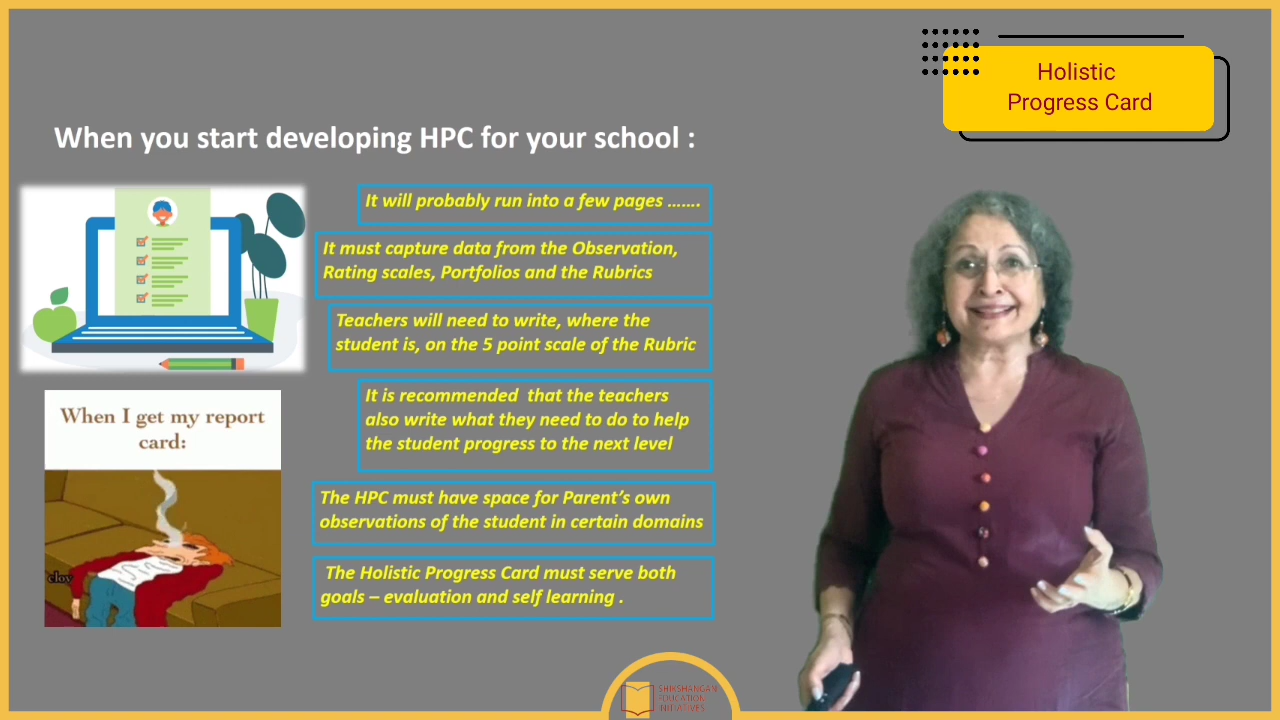 Holistic
Progress Card
When you start developing HPC for your school :
It will probably run into a few pages .......
It must capture data from the Observation,
Rating scales, Portfolios and the Rubrics
Teachers will need to write, where the
student is, on the 5 point scale of the Rubric
It is recommended that the teachers
also write what they need to do to help
the student progress to the next level
The HPC must have space for Parent's own
observations of the student in certain domains
The Holistic Progress Card must serve both
goals – evaluation and self learning .
When I get my report
card:
cloy
SHIKSHANGAN
EDUCATION
INITIATIVES